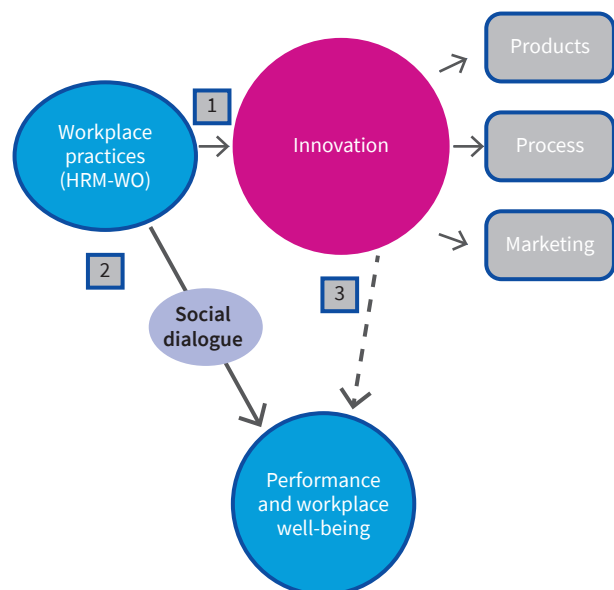 Products
1
Workplace
practices
(HRM-WO)
Innovation
Process
Marketing
2
3
Social
dialogue
Performance
and workplace
well-being